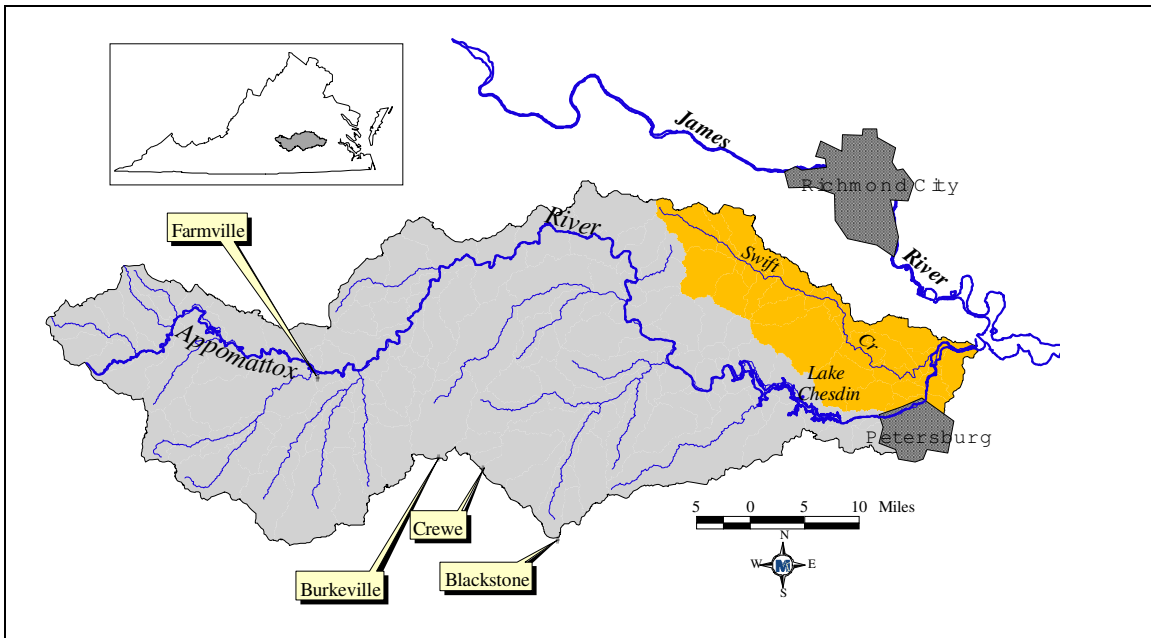 James
Richmond City
River
Farmville
River
Swift
Appomattox
Cr
Lake
Chesdin
Petersburg
5 0 5 10 Miles
Crewe
Burkeville
Blackstone
N
W M E
S